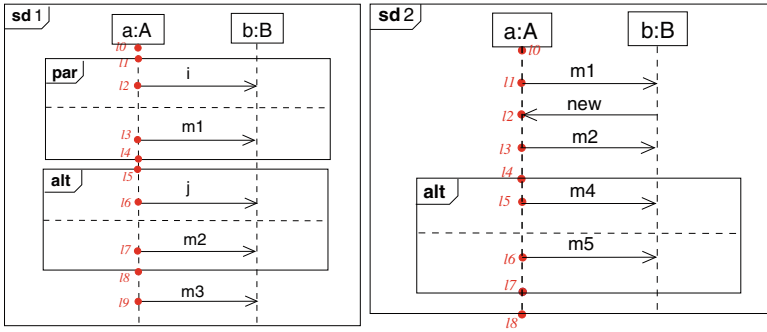 sd 1
a:A b:B
l0
l1
par i
l2
m1
l3
l4
l5
alt j
l6
m2
l7
l8
m3
l9
sd 2
a:A b:B
l0
m1
l1
new
l2
m2
l3
l4
alt m4
l5
m5
l6
l7
l8